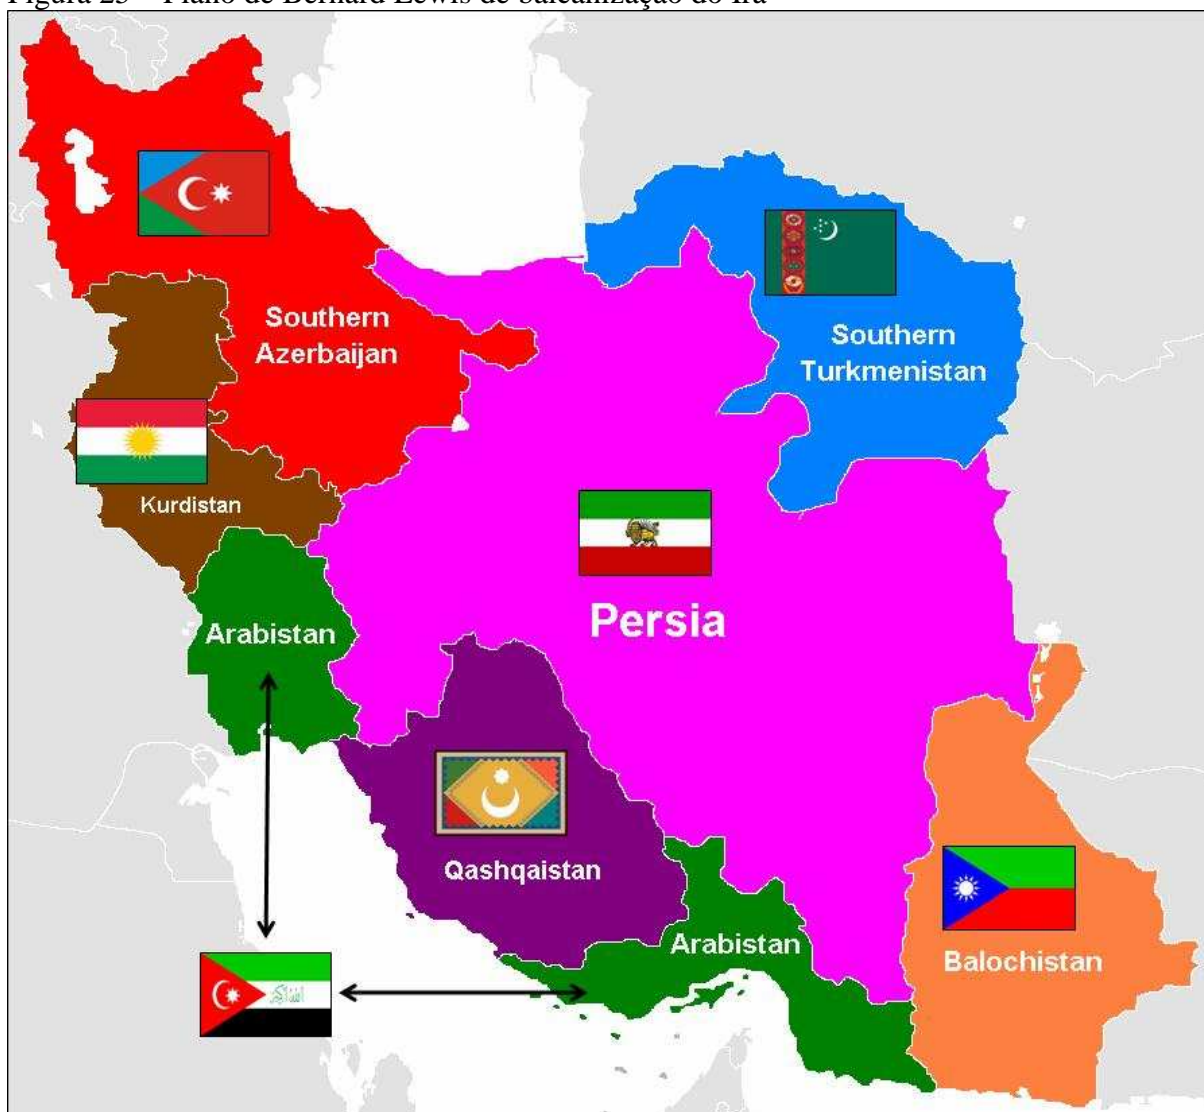 Figura 25 – Plano de Bernard Lewis de balcanização do Irã
Southern
Azerbaijan
Southern
Turkmenistan
Kurdistan
Persia
Arabistan
Qashqaistan
Arabistan
Balochistan